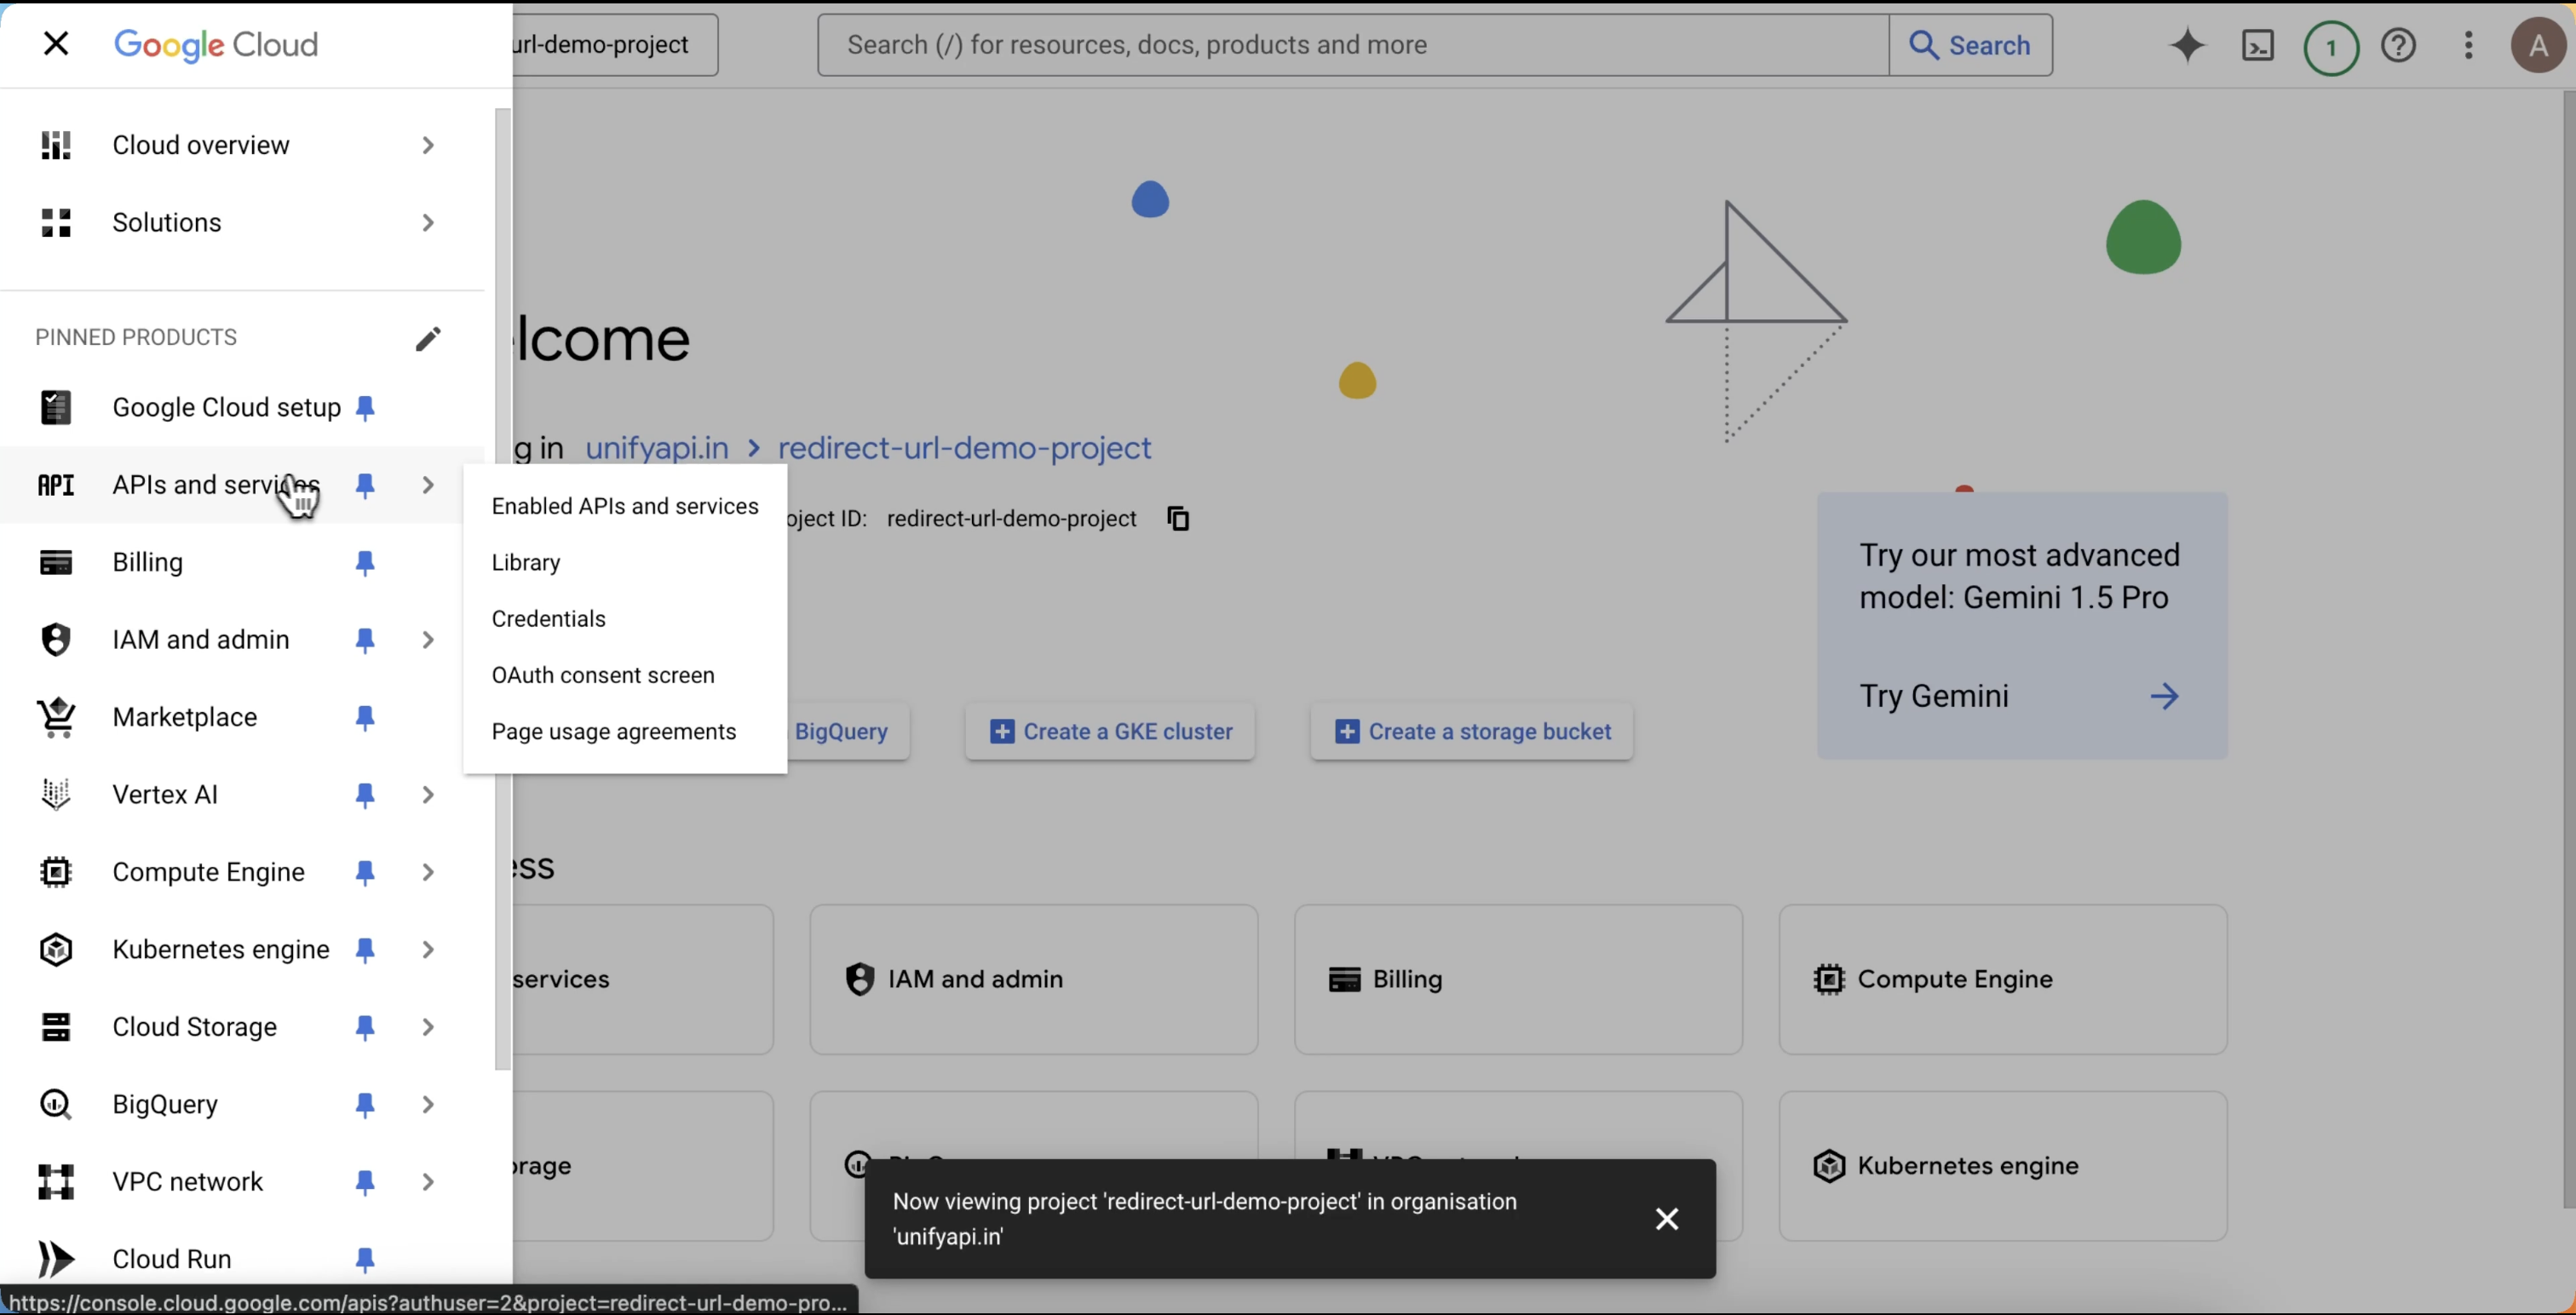 Google Cloud
url-demo-project
Search (/) for resources, docs, products and more
Search
1
A
Cloud overview
Solutions
PINNED PRODUCTS
Google Cloud setup
API
APIs and services
Billing
IAM and admin
Marketplace
Vertex AI
Compute Engine
Kubernetes engine
Cloud Storage
BigQuery
VPC network
Cloud Run
Enabled APIs and services
Library
Credentials
OAuth consent screen
Page usage agreements
elcome
g in unifyapi.in > redirect-url-demo-project
oject ID: redirect-url-demo-project
BigQuery
Create a GKE cluster
Create a storage bucket
Try our most advanced
model: Gemini 1.5 Pro
Try Gemini
ess
services
IAM and admin
Billing
Compute Engine
orage
Kubernetes engine
Now viewing project 'redirect-url-demo-project' in organisation
'unifyapi.in'
https://console.cloud.google.com/apis?authuser=2&project=redirect-url-demo-pro...